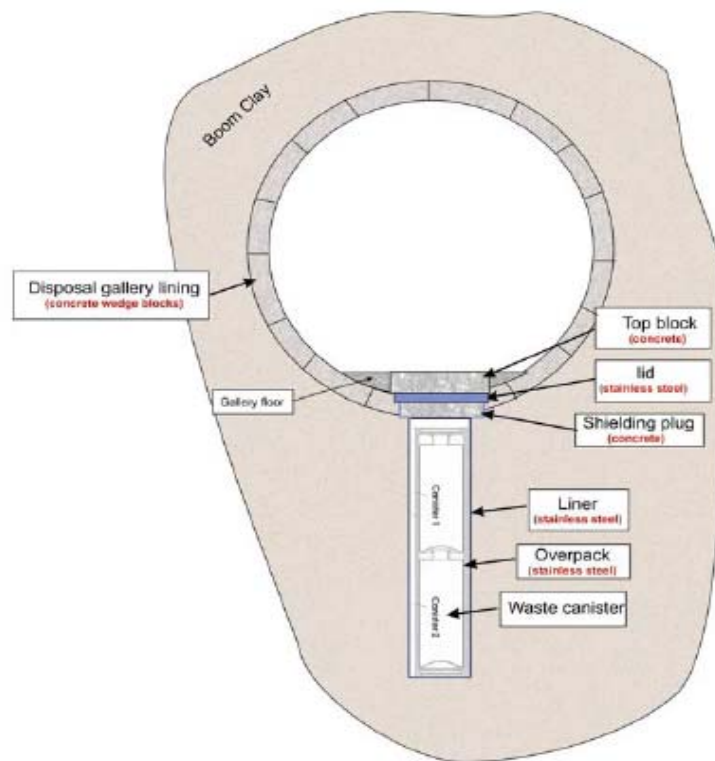 Boom Clay
Disposal gallery lining
(concrete wedge blocks)
Top block
(concrete)
lid
(stainless steel)
Gallery floor
Shielding plug
(concrete)
Canister 1
Liner
(stainless steel)
Overpack
(stainless steel)
Waste canister
Canister 2